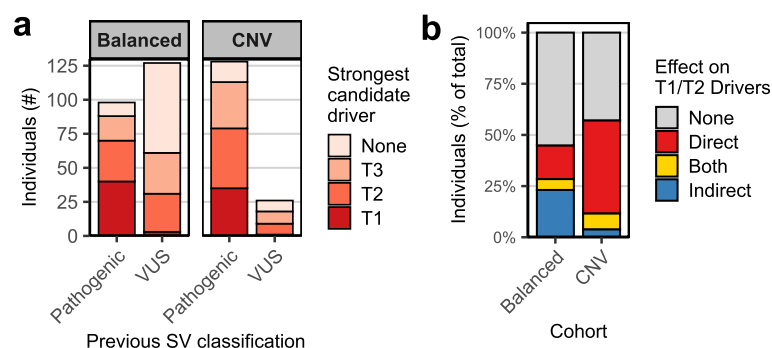 a
Balanced
CNV
Individuals (#)
125
100
75
50
25
0
Pathogenic
VUS
Pathogenic
VUS
Previous SV classification
Strongest
candidate
driver
None
T3
T2
T1
b
Individuals (% of total)
100%
75%
50%
25%
0%
Balanced
CNV
Cohort
Effect on
T1/T2 Drivers
None
Direct
Both
Indirect